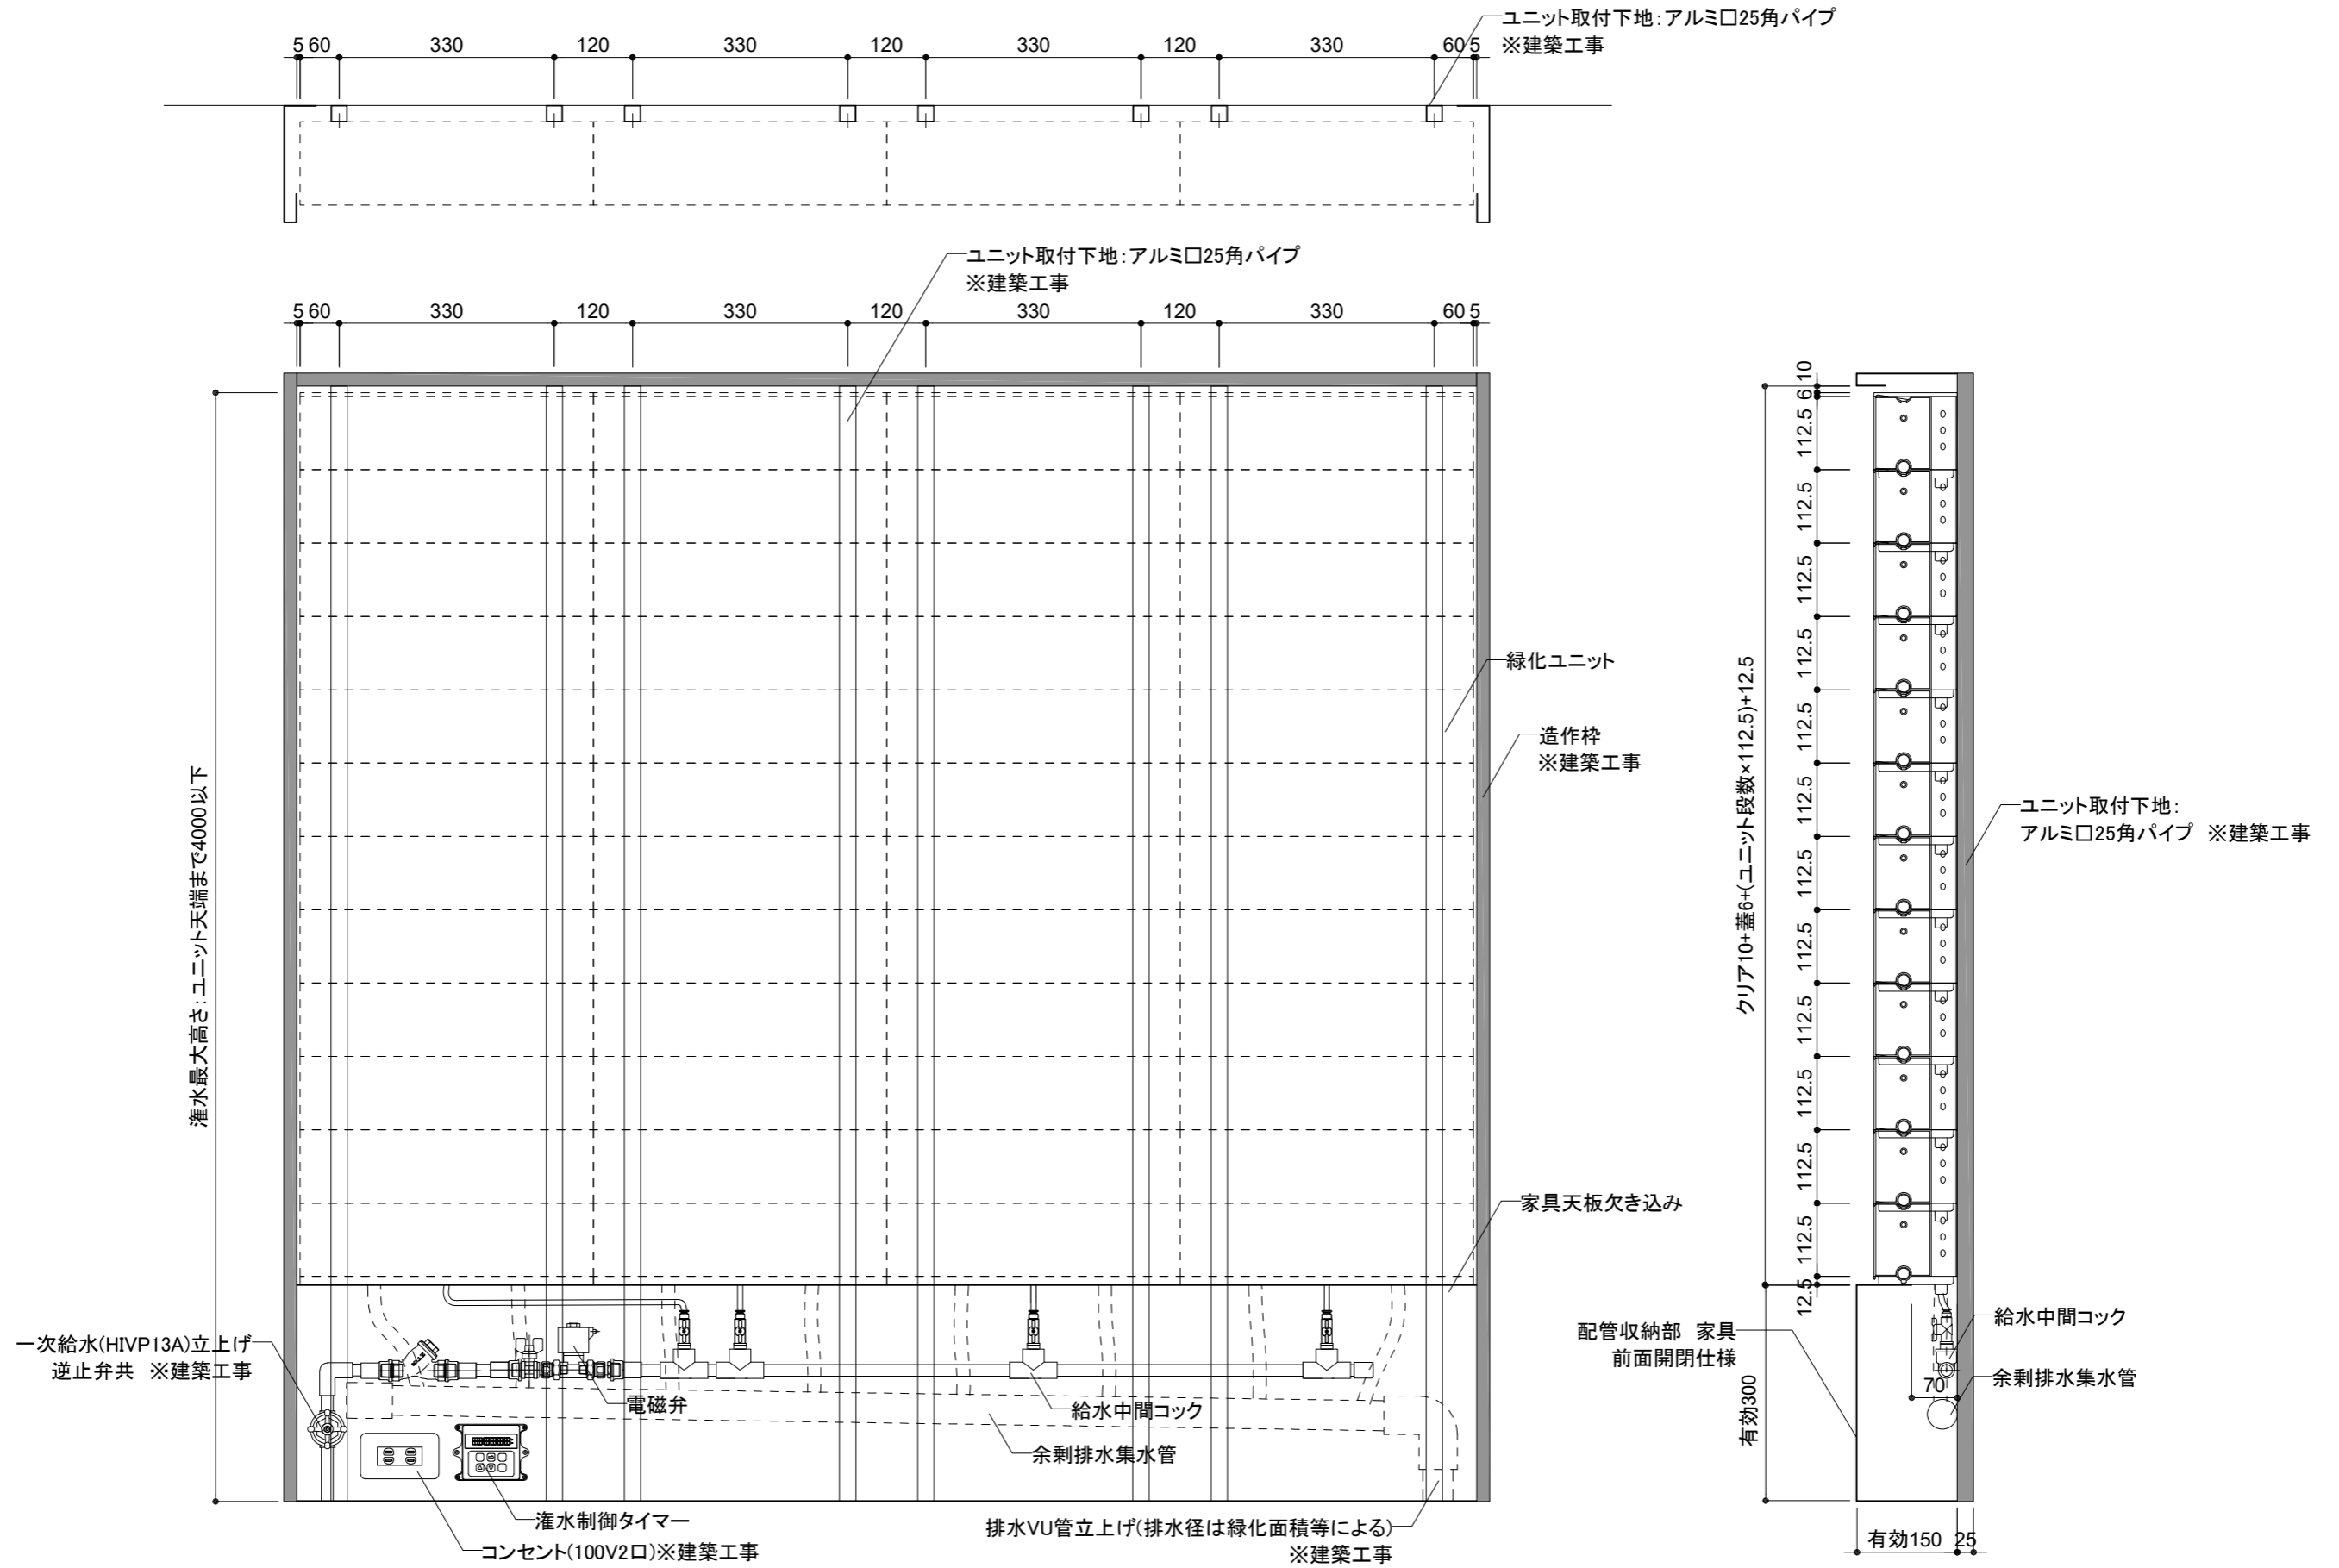 ユニット取付下地：アルミ□25角パイプ
※建築工事
5 60 330 120 330 120 330 120 330 60 5
ユニット取付下地：アルミ□25角パイプ
※建築工事
5 60 330 120 330 120 330 120 330 60 5
潅水最大高さ：ユニット天端まで4000以下
緑化ユニット
造作枠
※建築工事
家具天板欠き込み
一次給水(HIVP13A)立上げ
逆止弁共 ※建築工事
電磁弁
給水中間コック
余剰排水集水管
潅水制御タイマー
コンセント(100V2口)※建築工事
排水VU管立上げ(排水径は緑化面積等による)
※建築工事
クリア10+蓋6+(ユニット段数×112.5)+12.5
10
6
112.5
112.5
112.5
112.5
112.5
112.5
112.5
112.5
112.5
112.5
112.5
112.5
12.5
ユニット取付下地：
アルミ□25角パイプ ※建築工事
配管収納部 家具
前面開閉仕様
給水中間コック
余剰排水集水管
70
有効300
有効150 25